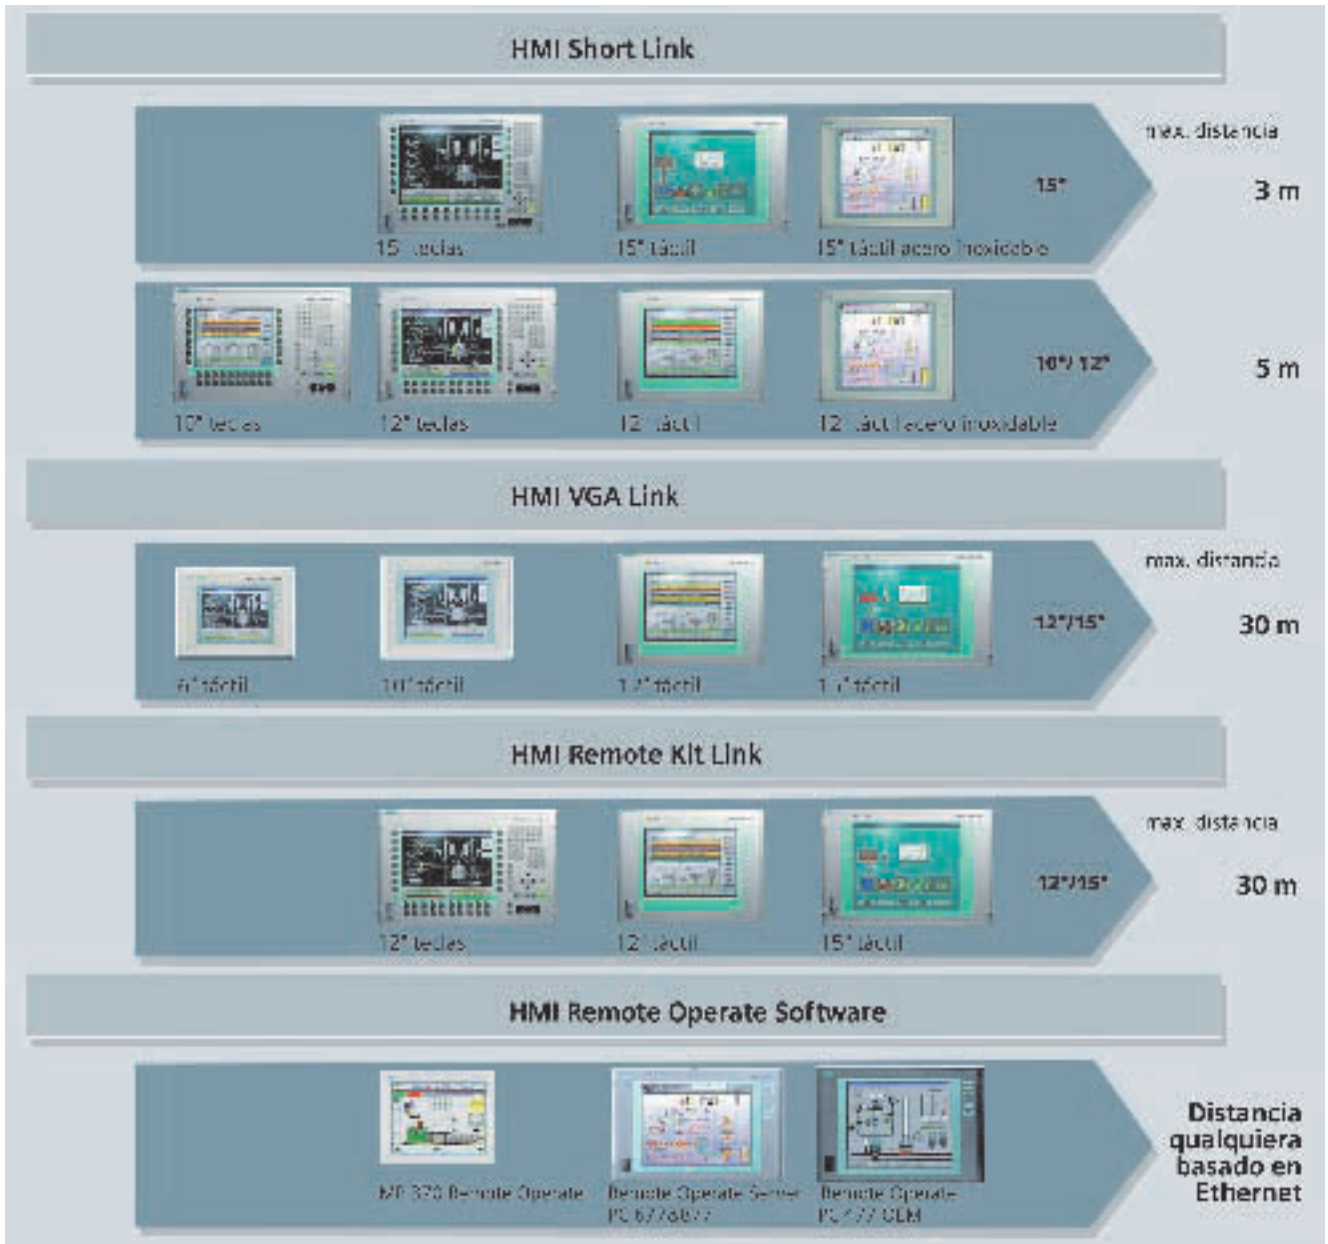 HMI Short Link
max. distancia
15"
3 m
15" teclas
15" táctil
15" táctil acero inoxidable
10"/ 12"
5 m
10" teclas
12" teclas
12" táctil
12" táctil acero inoxidable
HMI VGA Link
max. distancia
12"/15"
30 m
6" táctil
10" táctil
12" táctil
15" táctil
HMI Remote Kit Link
max. distancia
12"/15"
30 m
12" teclas
12" táctil
15" táctil
HMI Remote Operate Software
Distancia
qualquiera
basado en
Ethernet
MP 370 Remote Operate
Remote Operate Server
PC 677&877
Remote Operate
PC 477 OEM